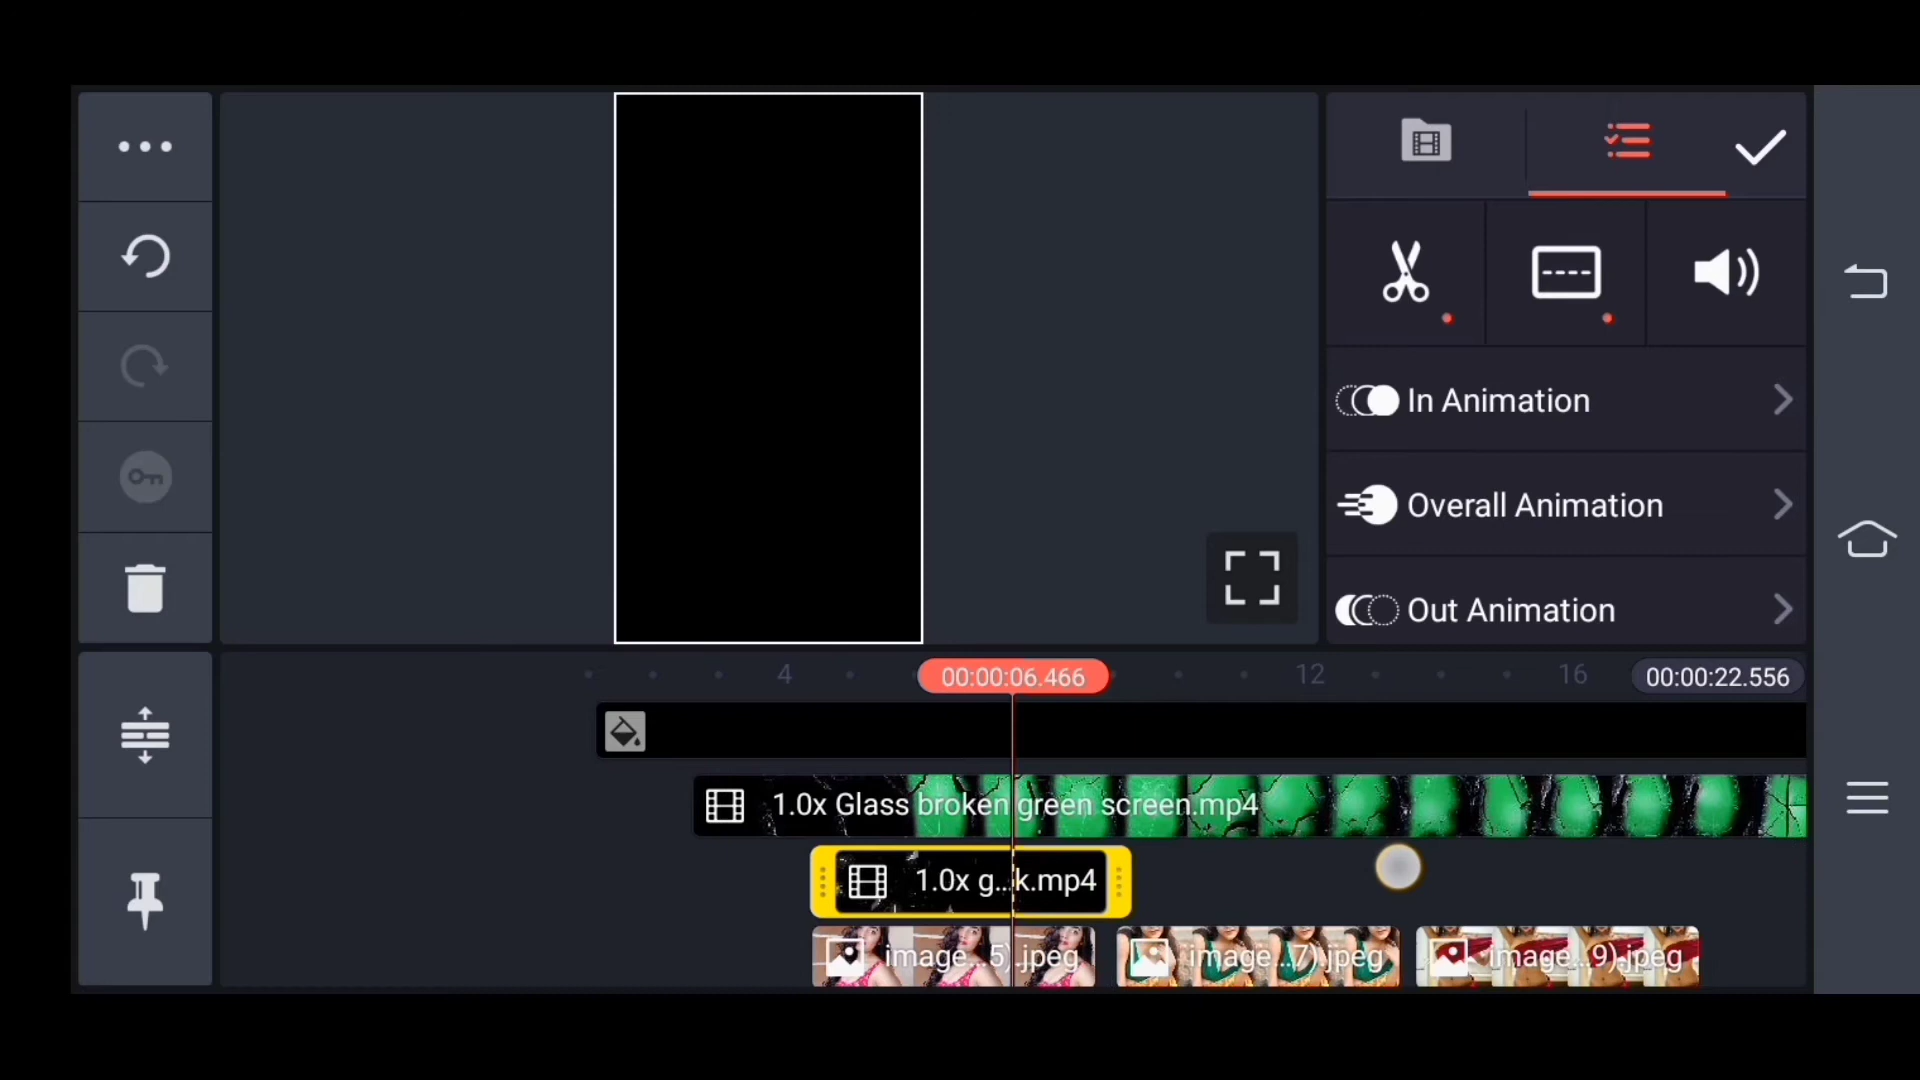 In Animation
Overall Animation
Out Animation
4
00:00:06.466
12
16
00:00:22.556
1.0x Glass broken green screen.mp4
1.0x g...k.mp4
image...5).jpeg
image...7).jpeg
image...9).jpeg